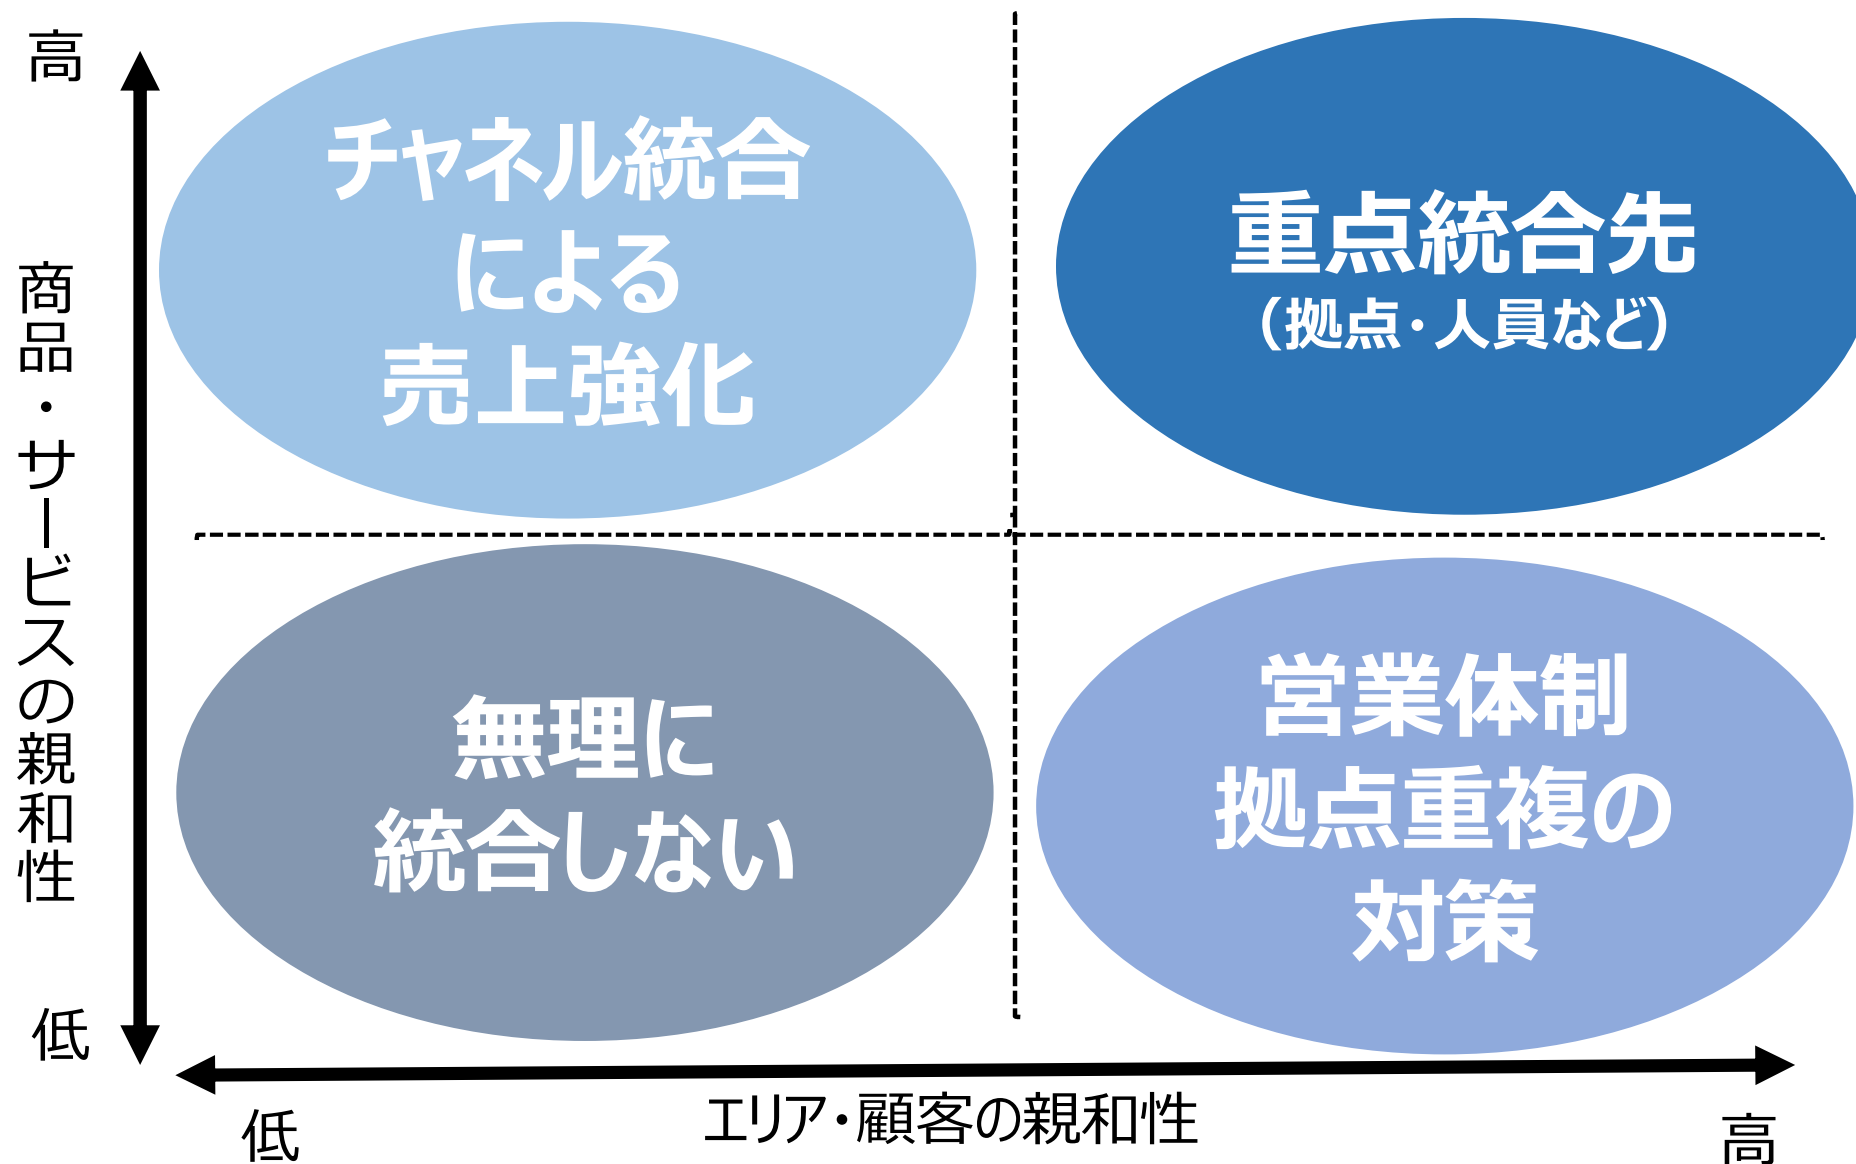 高
商品・サービスの親和性
低
チャネル統合
による
売上強化
重点統合先
（拠点・人員など）
無理に
統合しない
営業体制
拠点重複の
対策
低
エリア・顧客の親和性
高